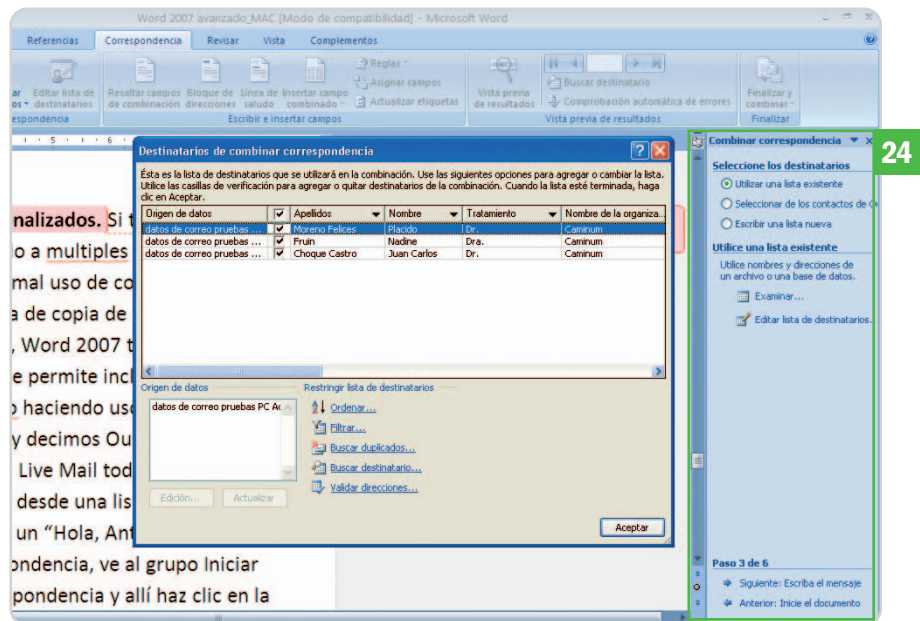 Word 2007 avanzado_MAC [Modo de compatibilidad] - Microsoft Word
Referencias Correspondencia Revisar Vista Complementos
ar Editar lista de
os destinatarios
espondencia
Resaltar campos
de combinación
Bloque de
direcciones
Línea de
saludo
Insertar campo
combinado
Reglas
Asignar campos
Actualizar etiquetas
Escribir e insertar campos
Vista previa
de resultados
Buscar destinatario
Comprobación automática de errores
Vista previa de resultados
Finalizar y
combinar
Finalizar
5 6
Destinatarios de combinar correspondencia
Ésta es la lista de destinatarios que se utilizará en la combinación. Use las siguientes opciones para agregar o cambiar la lista.
Utilice las casillas de verificación para agregar o quitar destinatarios de la combinación. Cuando la lista esté terminada, haga
clic en Aceptar.
Origen de datos Apellidos Nombre Tratamiento Nombre de la organiza...
datos de correo pruebas ... Moreno Felices Placido Dr. Caminum
datos de correo pruebas ... Fruin Nadine Dra. Caminum
datos de correo pruebas ... Choque Castro Juan Carlos Dr. Caminum
Origen de datos
datos de correo pruebas PC Ac
Edición... Actualizar
Restringir lista de destinatarios
Ordenar...
Filtrar...
Buscar duplicados...
Buscar destinatario...
Validar direcciones...
Aceptar
nalizados. Si t
o a multiples
mal uso de co
a de copia de
, Word 2007 t
e permite incl
o haciendo uso
y decimos Ou
Live Mail tod
desde una lis
un “Hola, Ant
ondencia, ve al grupo Iniciar
pondencia y allí haz clic en la
Combinar correspondencia
Seleccione los destinatarios
Utilizar una lista existente
Seleccionar de los contactos de O
Escribir una lista nueva
Utilice una lista existente
Utilice nombres y direcciones de
un archivo o una base de datos.
Examinar...
Editar lista de destinatarios.
Paso 3 de 6
Siguiente: Escriba el mensaje
Anterior: Inicie el documento
24